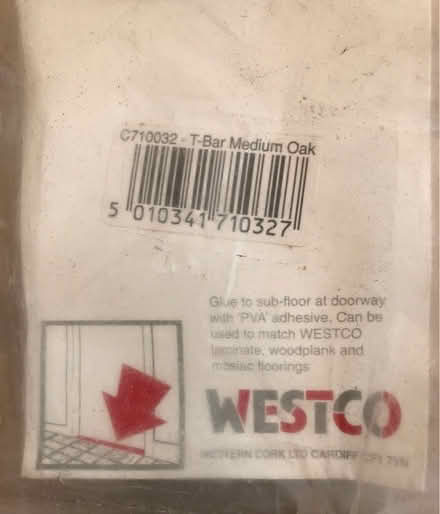 C710032 - T-Bar Medium Oak
5 010341 710327
Glue to sub-floor at doorway
with 'PVA' adhesive. Can be
used to match WESTCO
laminate, woodplank and
mosiac floorings
WESTCO
WESTERN CORK LTD CARDIFF